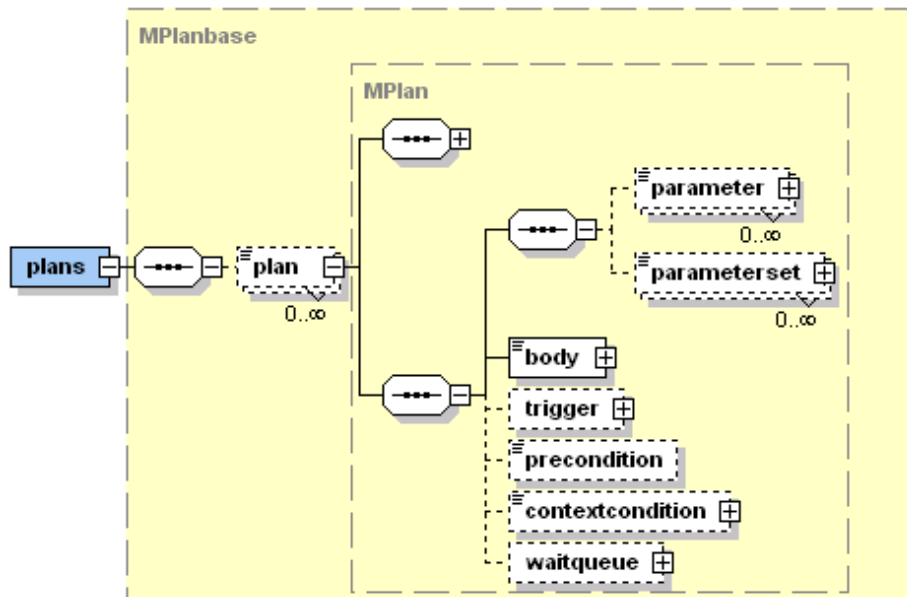 MPlanbase
MPlan
parameter
0..∞
plans
plan
0..∞
parameterset
0..∞
body
trigger
precondition
contextcondition
waitqueue